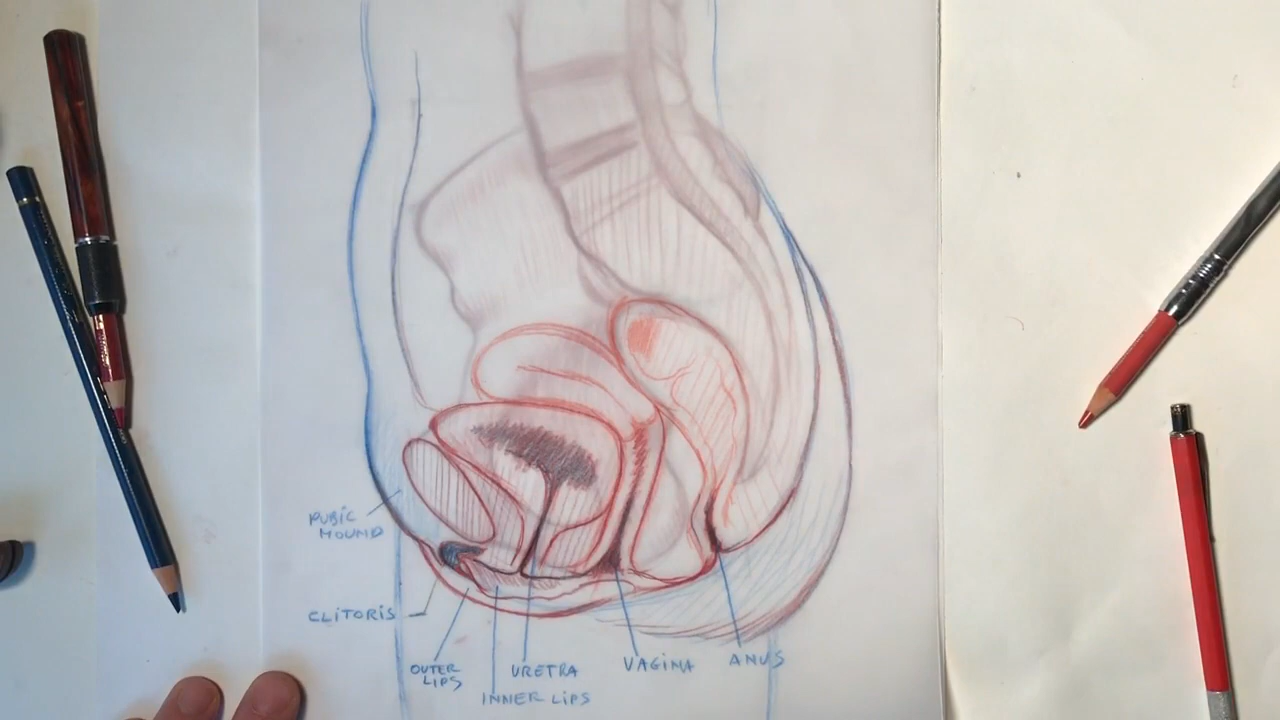 PUBIC
MOUND
CLITORIS
OUTER
LIPS
URETRA
INNER LIPS
VAGINA
ANUS